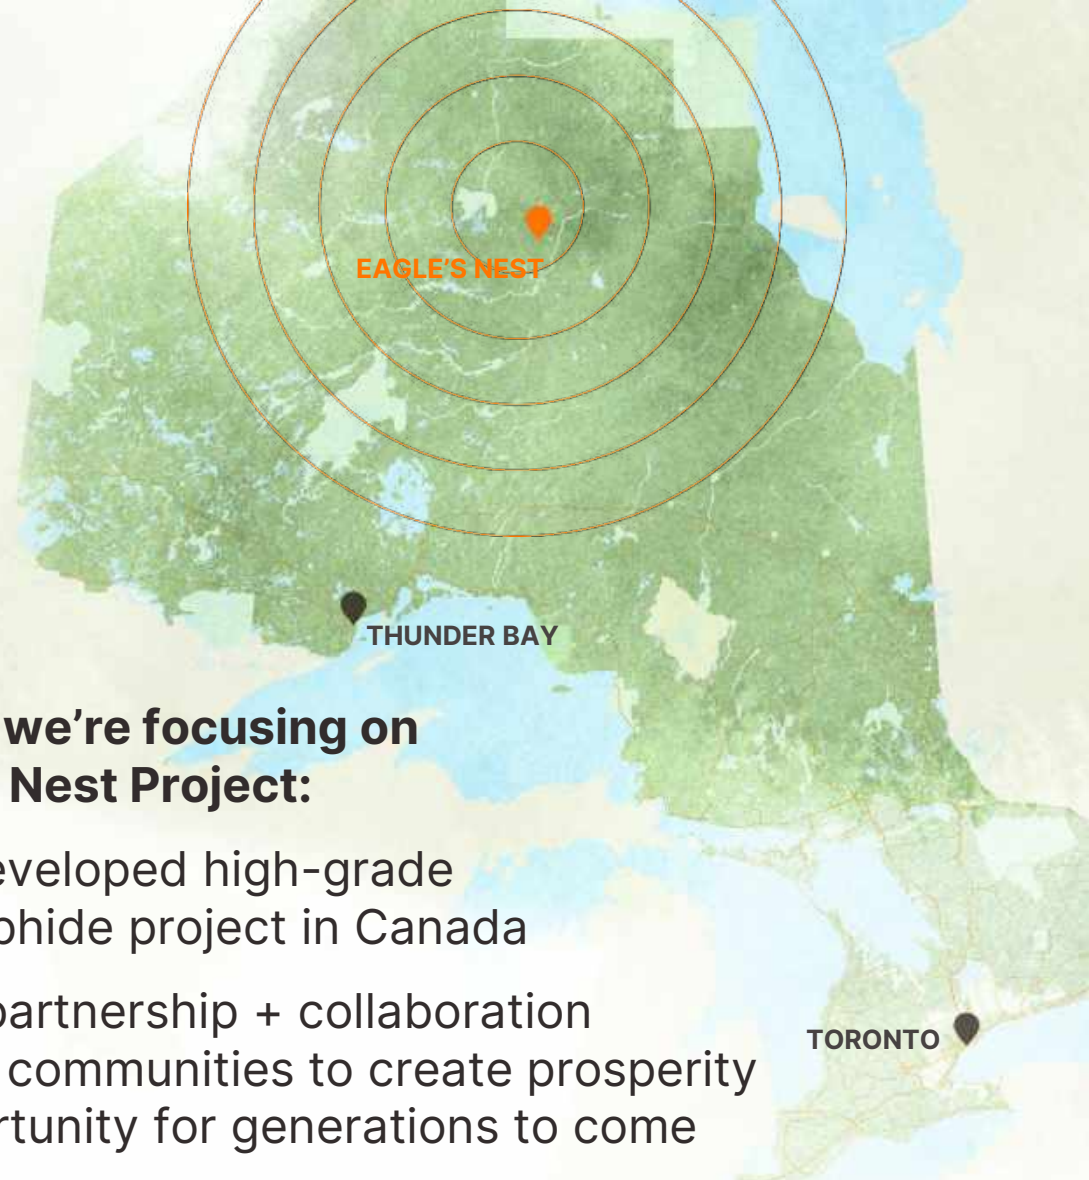 EAGLE’S NEST
THUNDER BAY
we’re focusing on
Nest Project:
eveloped high-grade
phide project in Canada
partnership + collaboration
communities to create prosperity
rtunity for generations to come
TORONTO